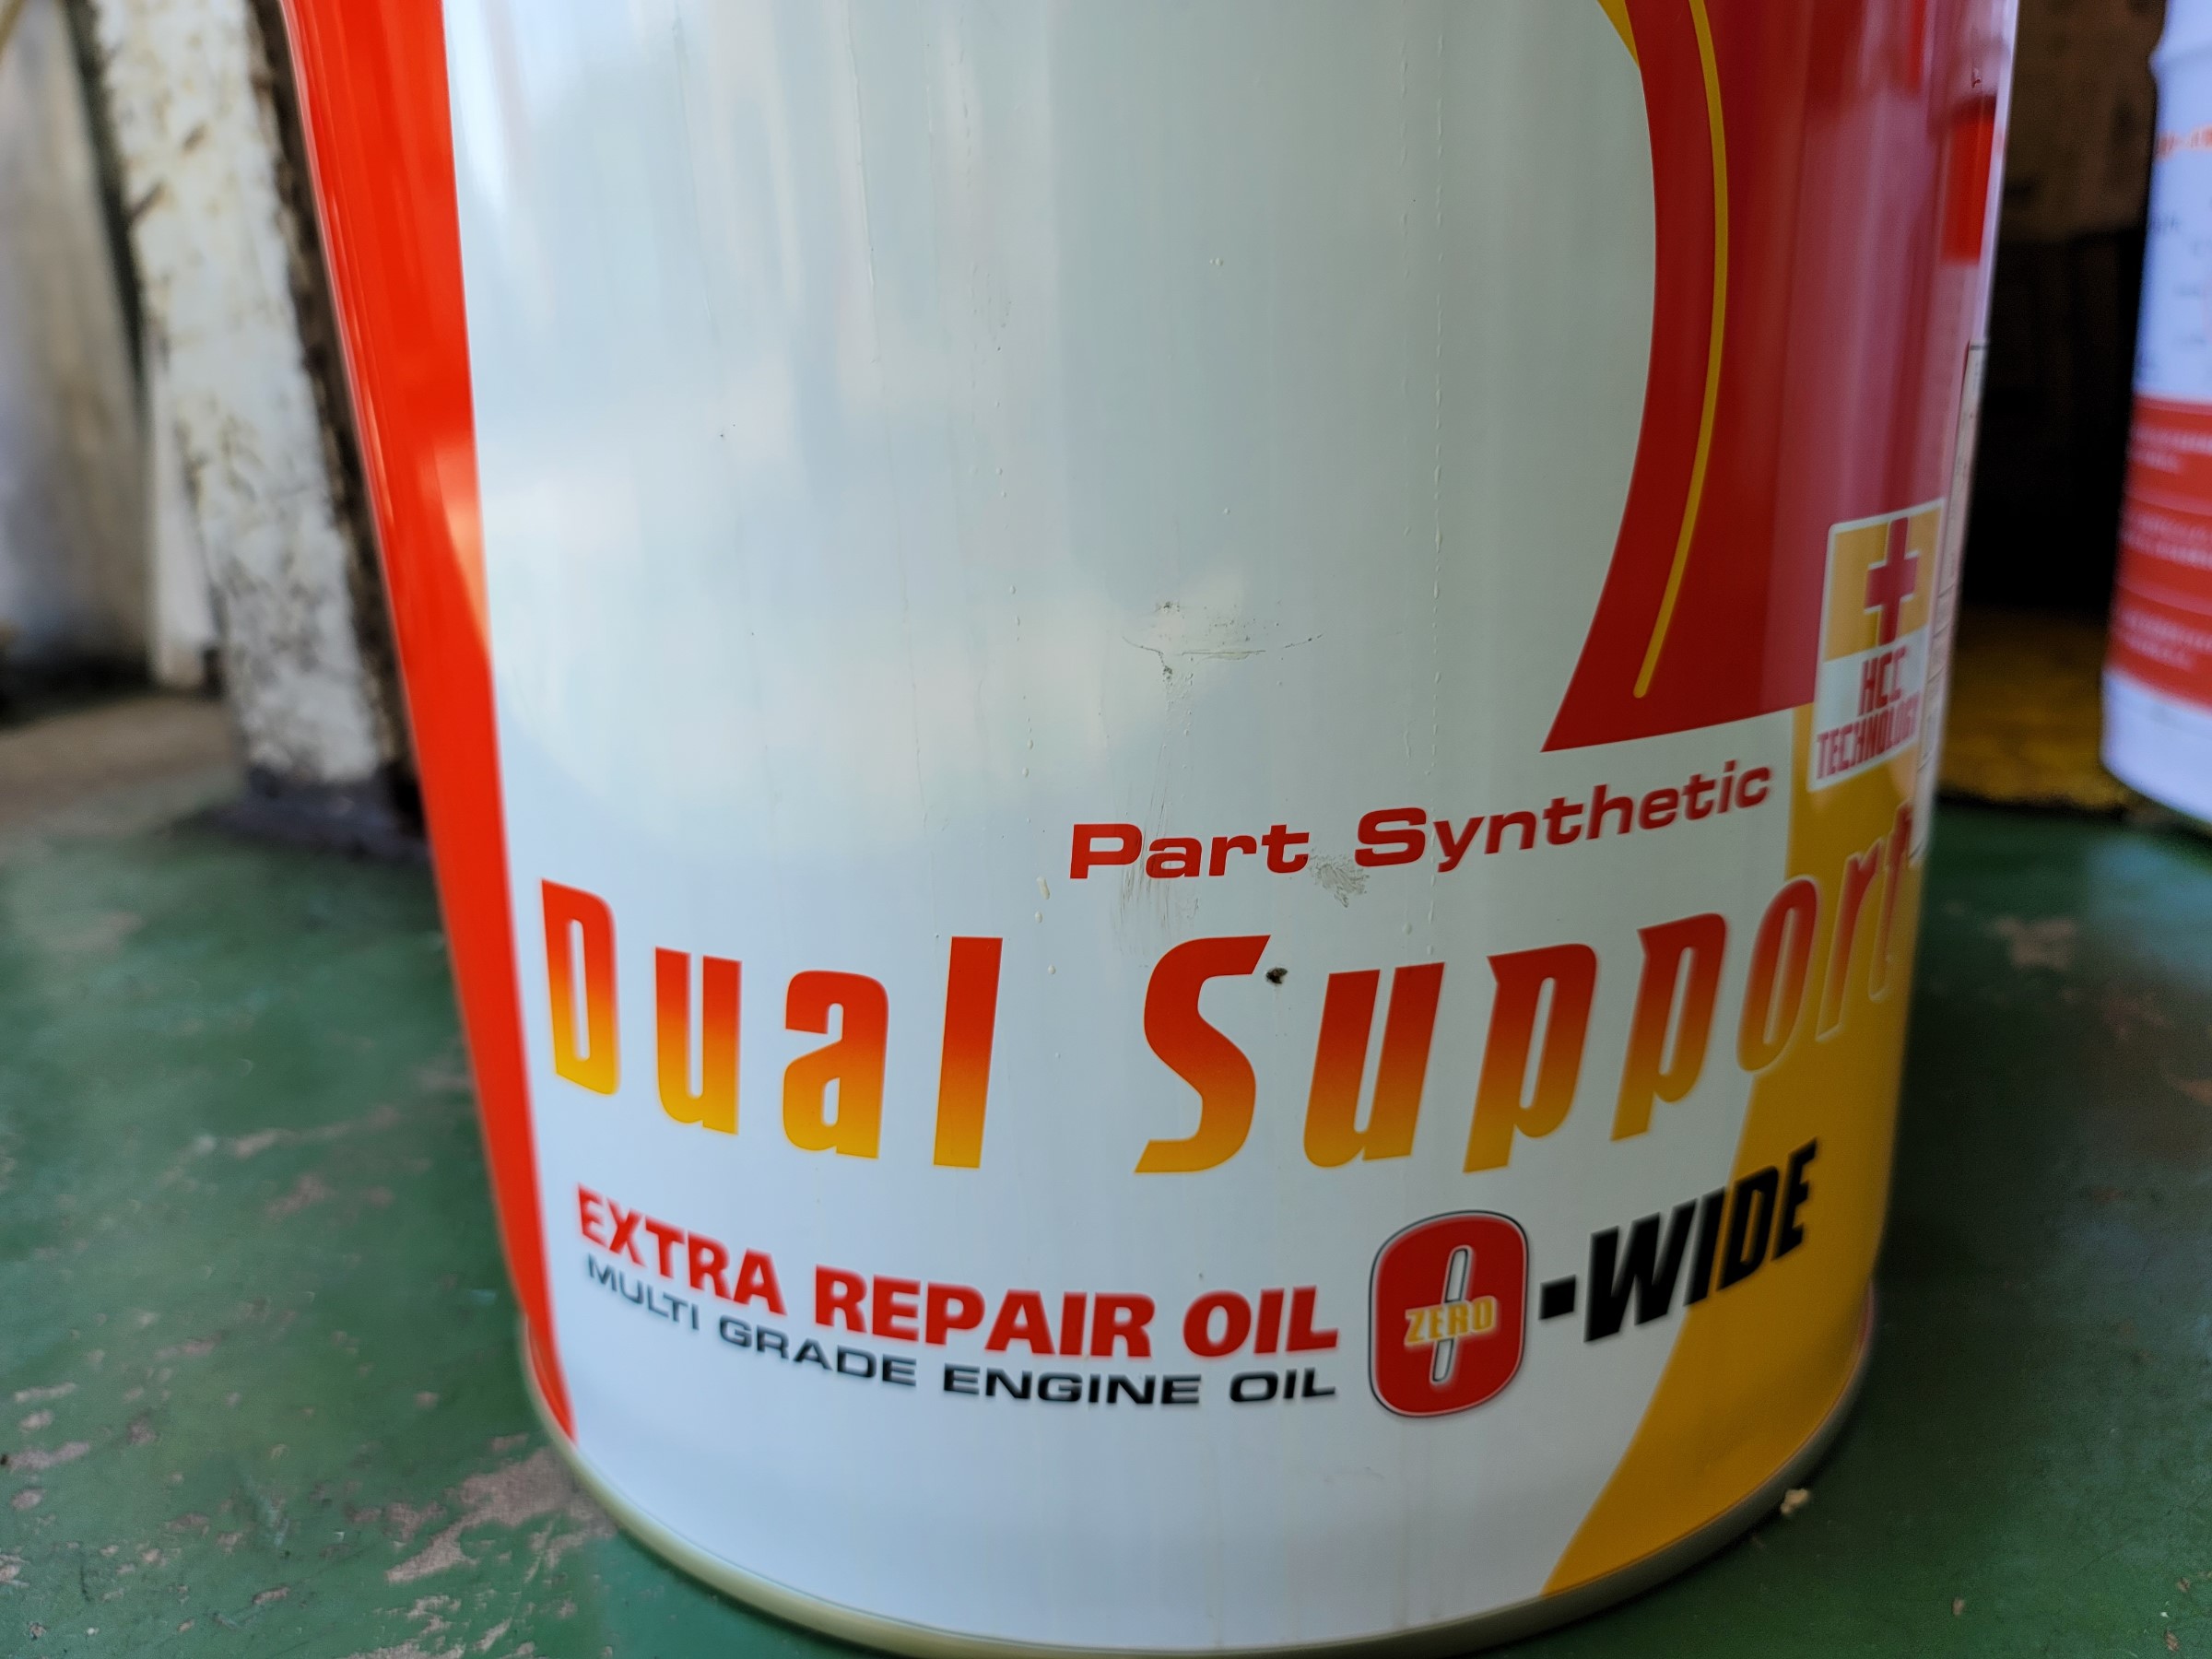 HCC
TECHNOLOGY
Part Synthetic
Dual Support
EXTRA REPAIR OIL
MULTI GRADE ENGINE OIL
0-WIDE
ZERO